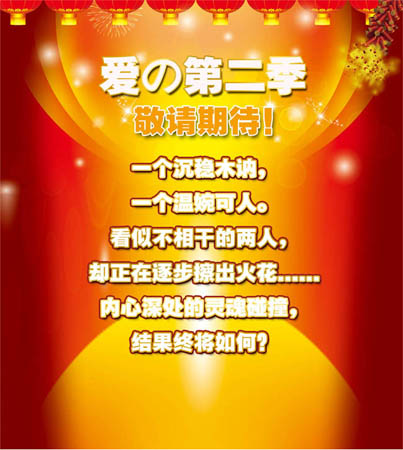 爱の第二季
敬请期待!
一个沉稳木讷,
一个温婉可人。
看似不相干的两人,
却正在逐步擦出火花......
内心深处的灵魂碰撞,
结果终将如何?